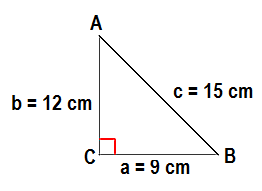 A
b = 12 cm
c = 15 cm
C
B
a = 9 cm